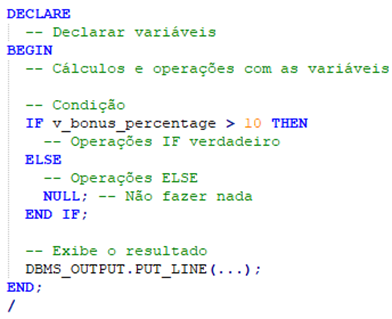 DECLARE
-- Declarar variáveis
BEGIN
-- Cálculos e operações com as variáveis
-- Condição
IF v_bonus_percentage > 10 THEN
-- Operações IF verdadeiro
ELSE
-- Operações ELSE
NULL; -- Não fazer nada
END IF;
-- Exibe o resultado
DBMS_OUTPUT.PUT_LINE(...);
END;
/